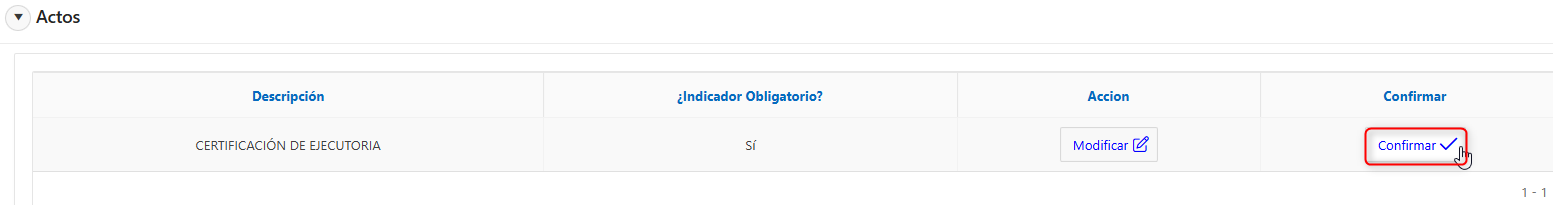 Actos
Descripción ¿Indicador Obligatorio? Accion Confirmar
CERTIFICACIÓN DE EJECUTORIA Sí Modificar Confirmar
1 - 1